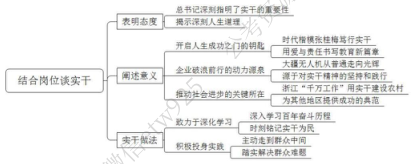 结合岗位谈实干
表明态度
总书记深刻指明了实干的重要性
揭示深刻人生道理
阐述意义
开启人生成功之门的钥匙
时代楷模张桂梅笃行实干
用爱与责任书写教育新篇章
企业破浪前行的动力源泉
大疆无人机从普通走向光辉
源于对实干精神的坚持和践行
推动社会进步的关键所在
浙江“千万工作”用实干建设农村
为其他地区提供成功的典范
实干做法
致力于深化学习
深入学习百年奋斗历程
时刻铭记实干为民
积极投身实践
主动走到群众中间
踏实解决群众难题